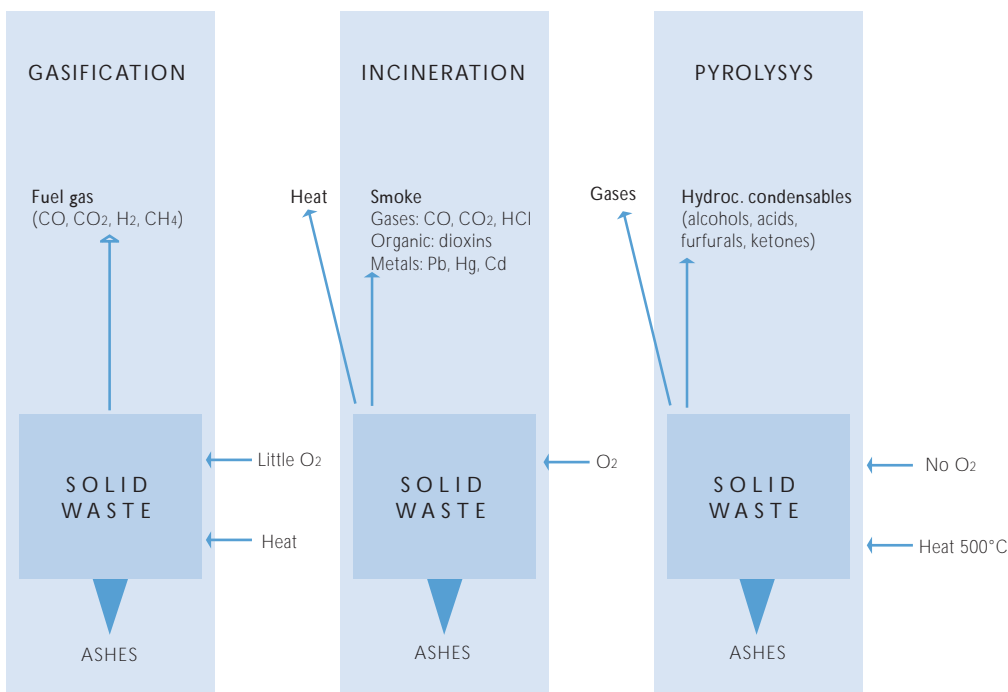 GASIFICATION
Fuel gas
(CO, CO2, H2, CH4)
SOLID
WASTE
Little O2
Heat
ASHES
INCINERATION
Heat
Smoke
Gases: CO, CO2, HCl
Organic: dioxins
Metals: Pb, Hg, Cd
SOLID
WASTE
O2
ASHES
PYROLYSYS
Gases
Hydroc. condensables
(alcohols, acids,
furfurals, ketones)
SOLID
WASTE
No O2
Heat 500°C
ASHES